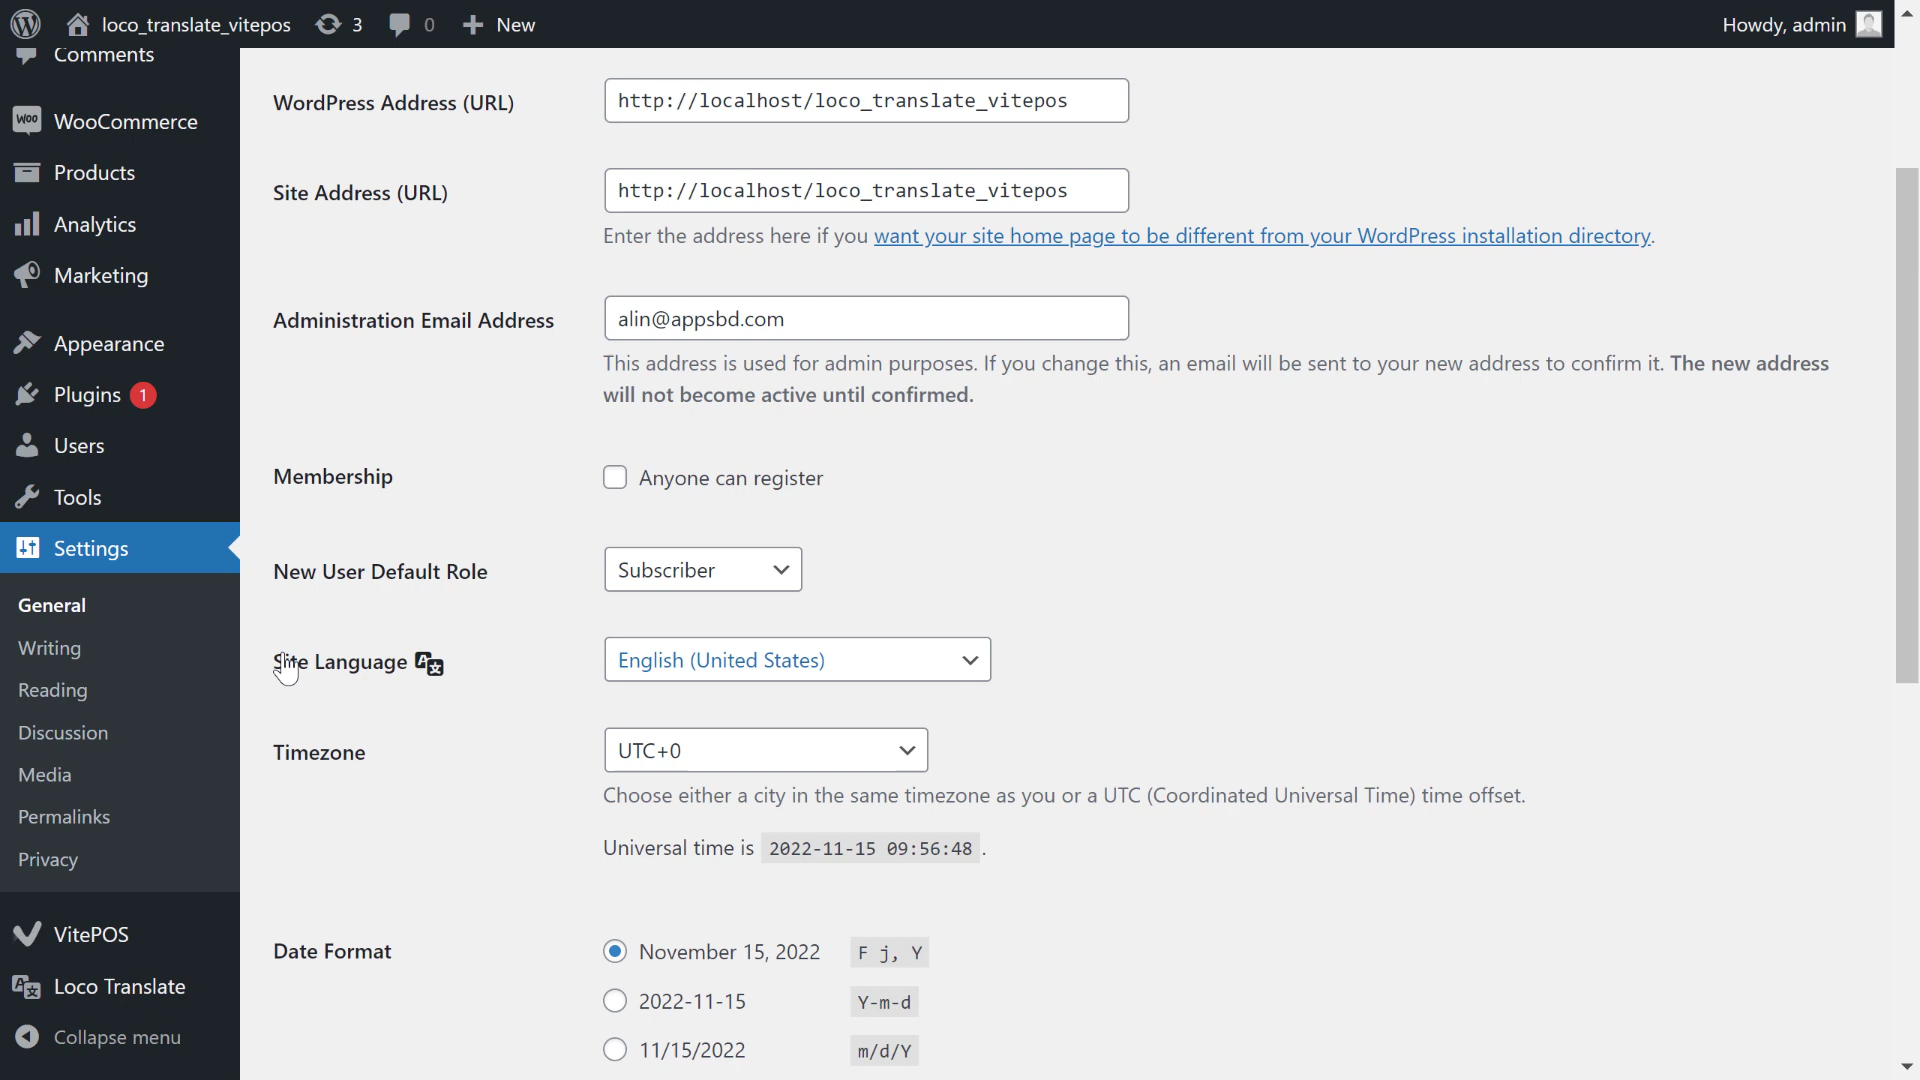 loco_translate_vitepos 3 0 New Howdy, admin
Comments
WooCommerce
Products
Analytics
Marketing
Appearance
Plugins 1
Users
Tools
Settings
General
Writing
Reading
Discussion
Media
Permalinks
Privacy
VitePOS
Loco Translate
Collapse menu
WordPress Address (URL) http://localhost/loco_translate_vitepos
Site Address (URL) http://localhost/loco_translate_vitepos
Enter the address here if you want your site home page to be different from your WordPress installation directory.
Administration Email Address alin@appsbd.com
This address is used for admin purposes. If you change this, an email will be sent to your new address to confirm it. The new address
will not become active until confirmed.
Membership Anyone can register
New User Default Role Subscriber
Site Language English (United States)
Timezone UTC+0
Choose either a city in the same timezone as you or a UTC (Coordinated Universal Time) time offset.
Universal time is 2022-11-15 09:56:48 .
Date Format November 15, 2022 F j, Y
2022-11-15 Y-m-d
11/15/2022 m/d/Y